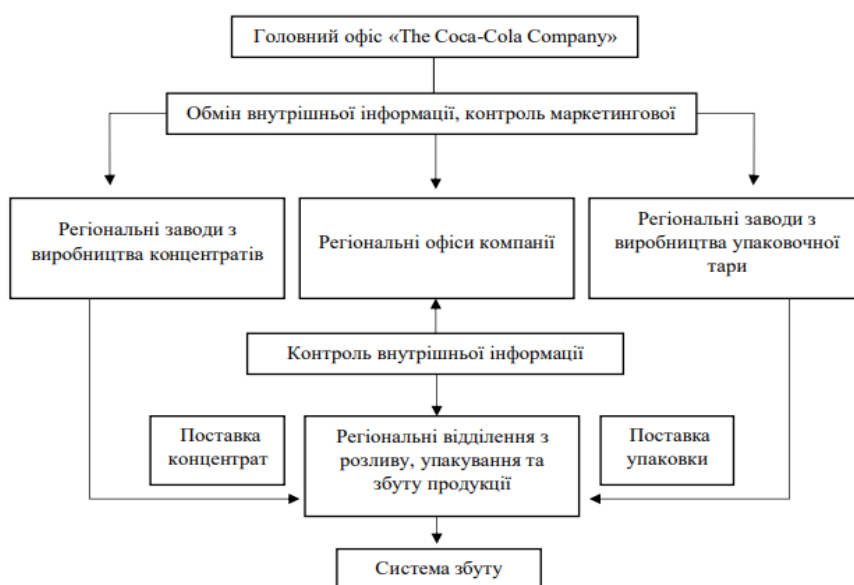 Головний офіс «The Coca-Cola Company»
Обмін внутрішньої інформації, контроль маркетингової
Регіональні заводи з
виробництва концентратів
Регіональні офіси компанії
Регіональні заводи з
виробництва упаковочної
тари
Контроль внутрішньої інформації
Поставка
концентрат
Регіональні відділення з
розливу, упакування та
збуту продукції
Поставка
упаковки
Система збуту